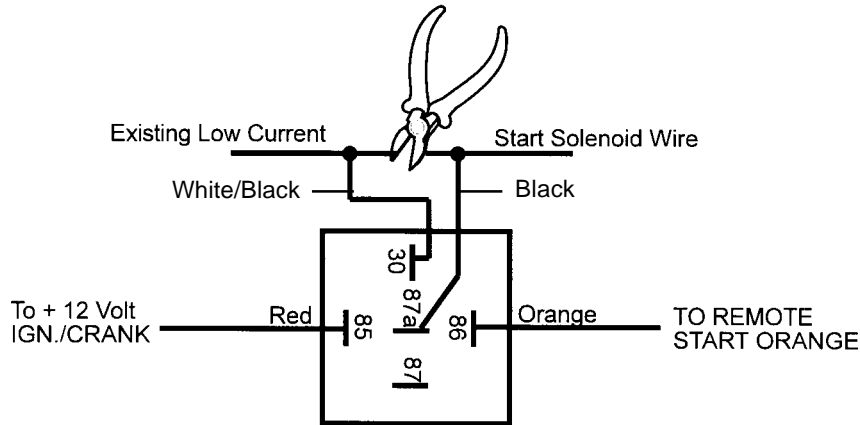 Existing Low Current
Start Solenoid Wire
White/Black
Black
30
87a
To + 12 Volt
IGN./CRANK
Red
85
86
Orange
TO REMOTE
START ORANGE
87